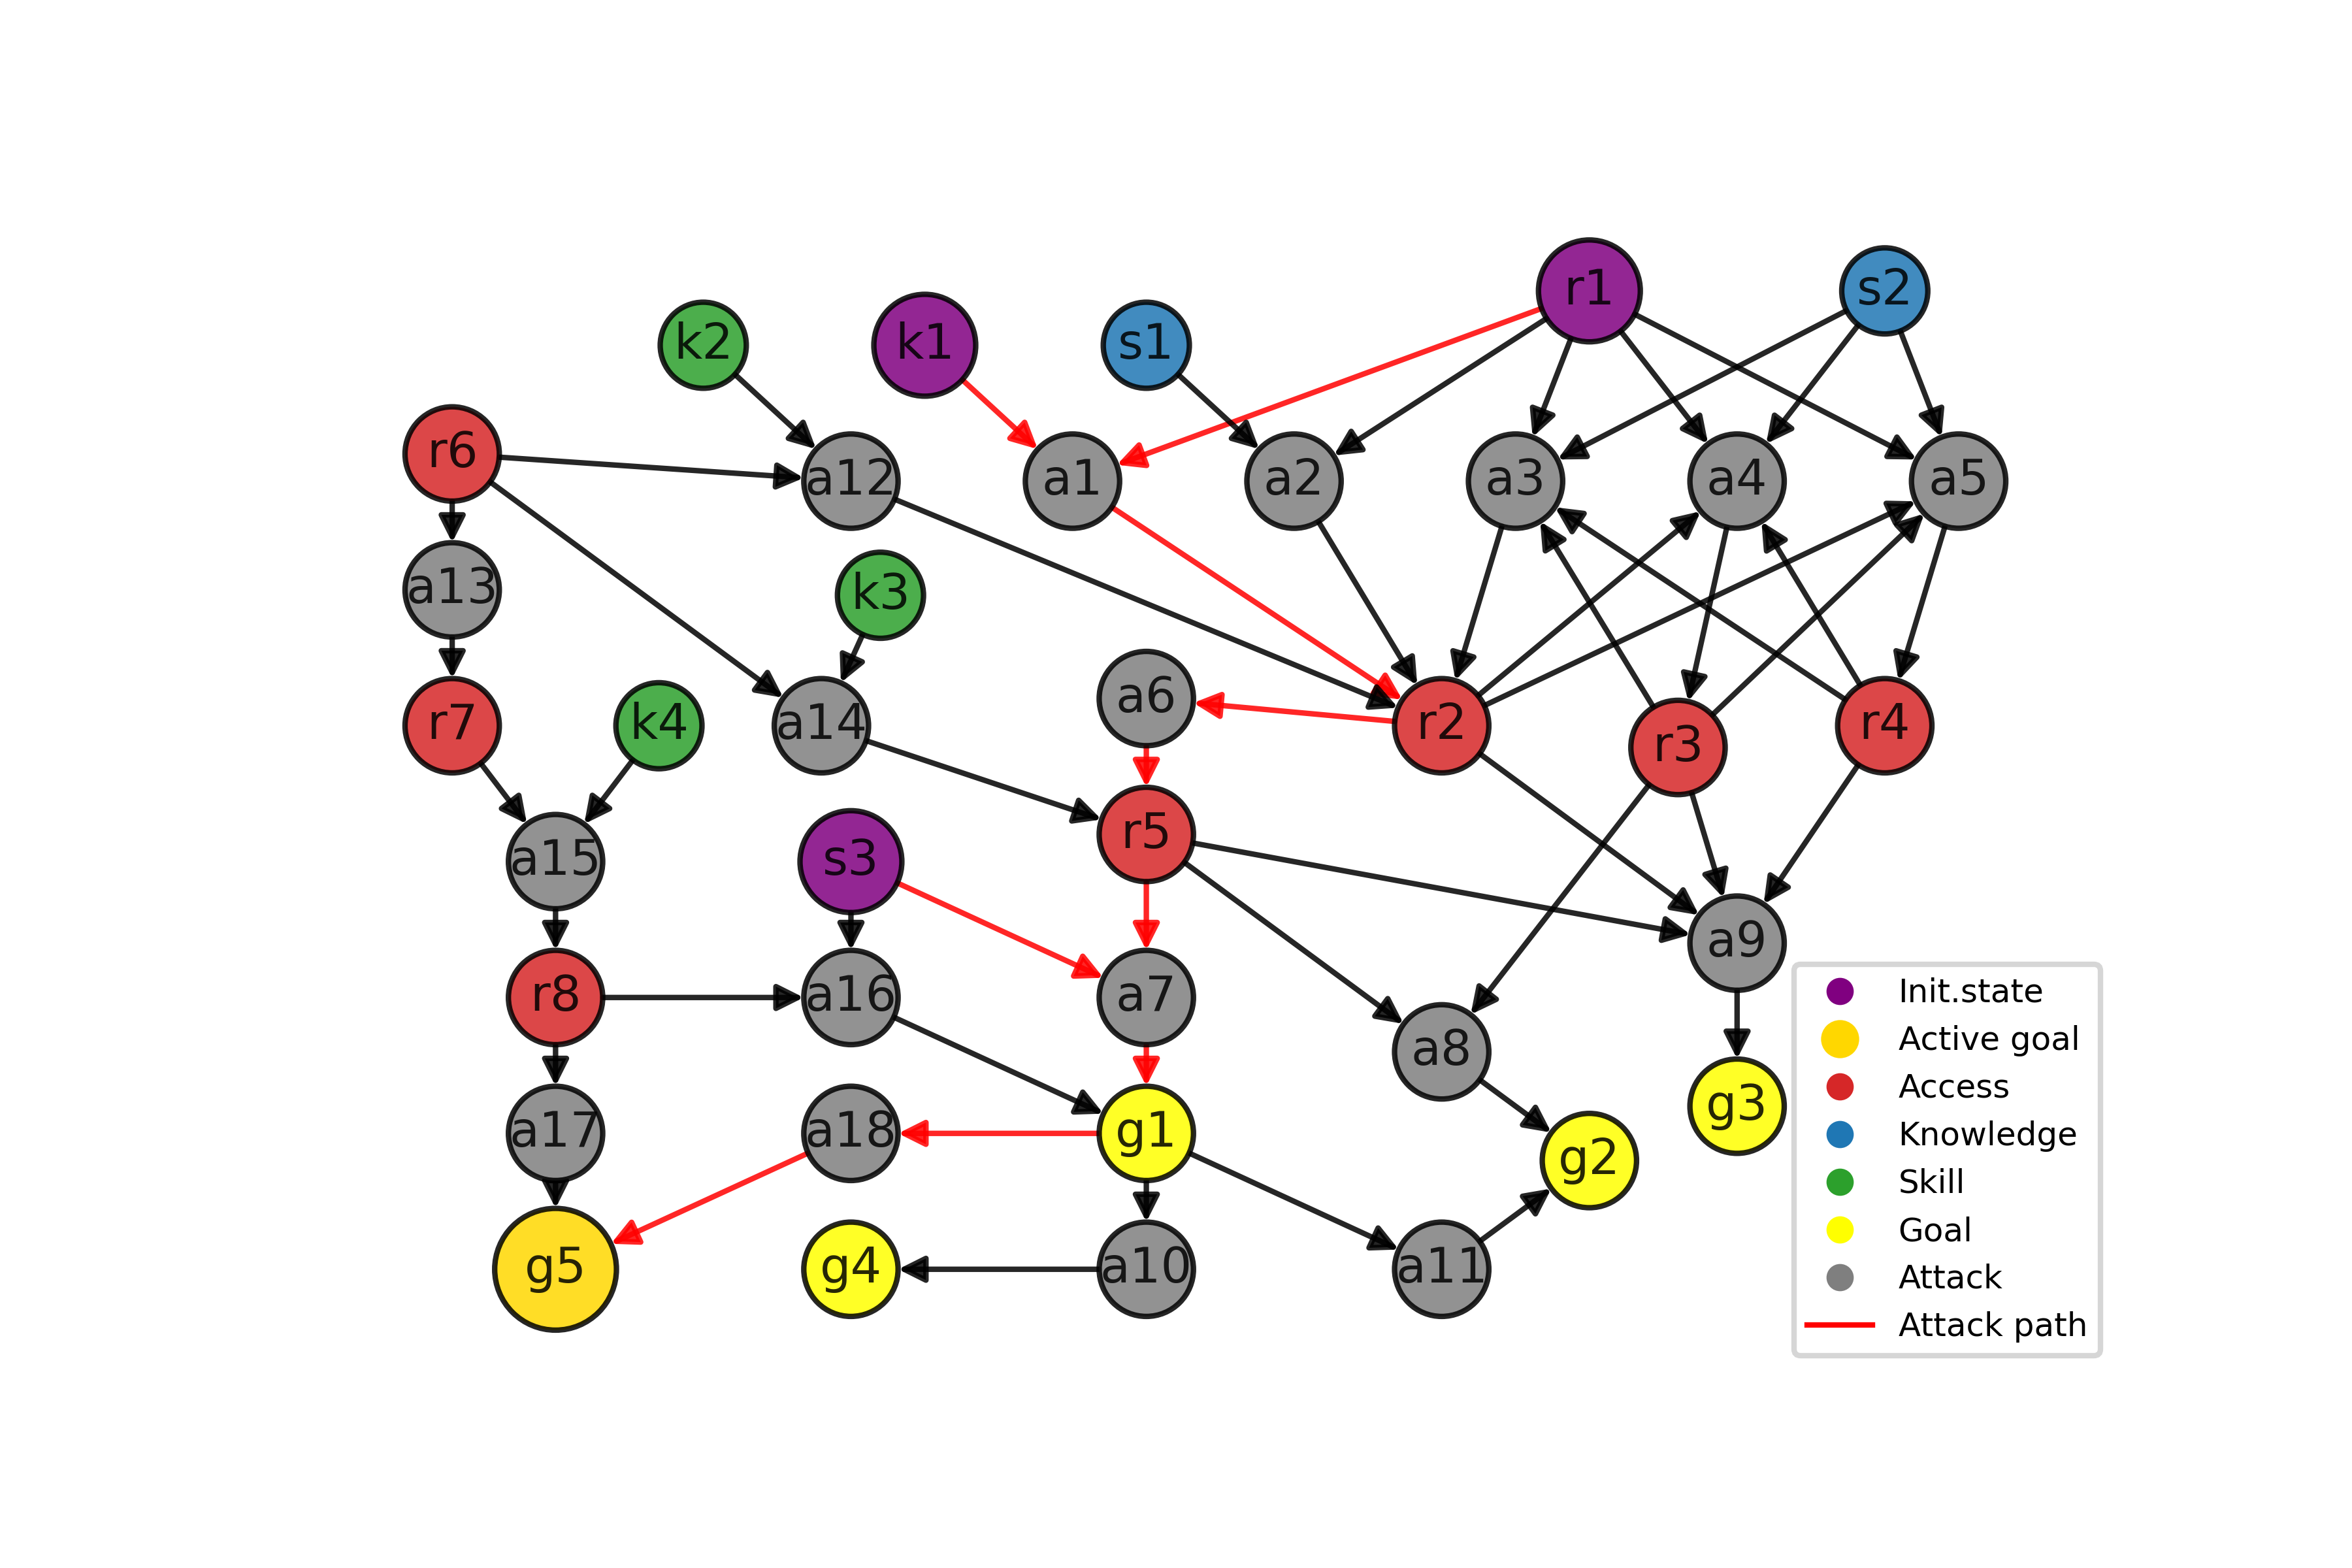 r1
s2
k2
k1
s1
r6
a12
a1
a2
a3
a4
a5
a13
k3
a6
r7
k4
a14
r2
r3
r4
r5
a15
s3
a9
r8
a16
a7
a8
a17
a18
g1
g2
g3
g5
g4
a10
a11
Init.state
Active goal
Access
Knowledge
Skill
Goal
Attack
Attack path